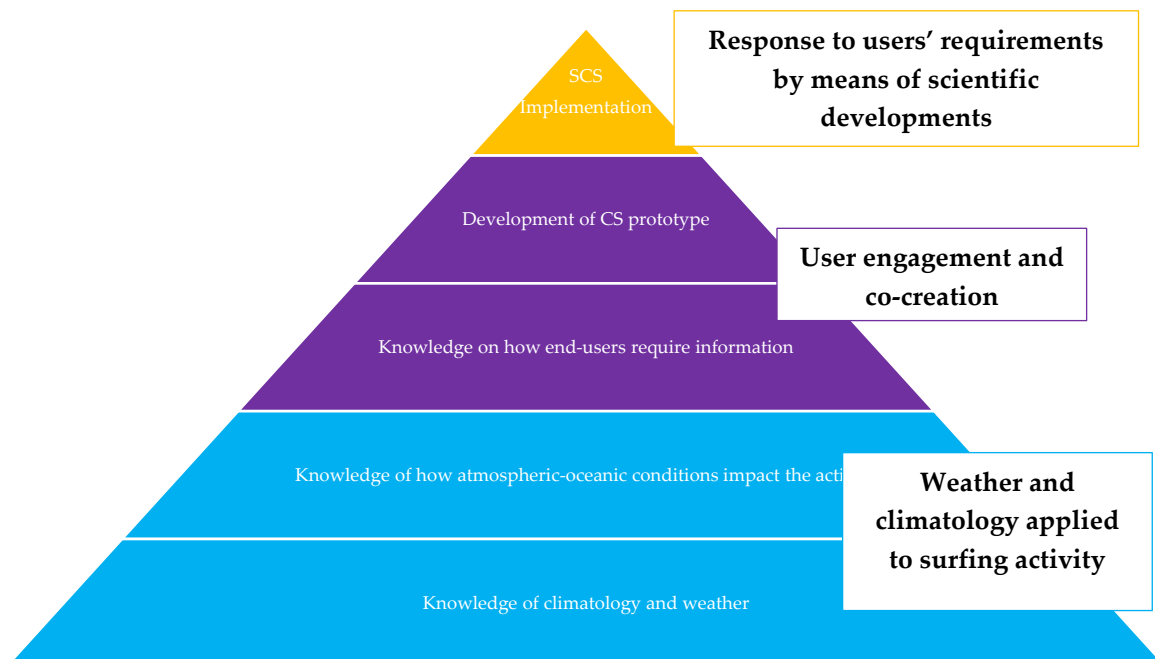 SCS
Implementation
Response to users’ requirements
by means of scientific
developments
Development of CS prototype
User engagement and
co-creation
Knowledge on how end-users require information
Knowledge of how atmospheric-oceanic conditions impact the
Weather and
climatology applied
to surfing activity
Knowledge of climatology and weather